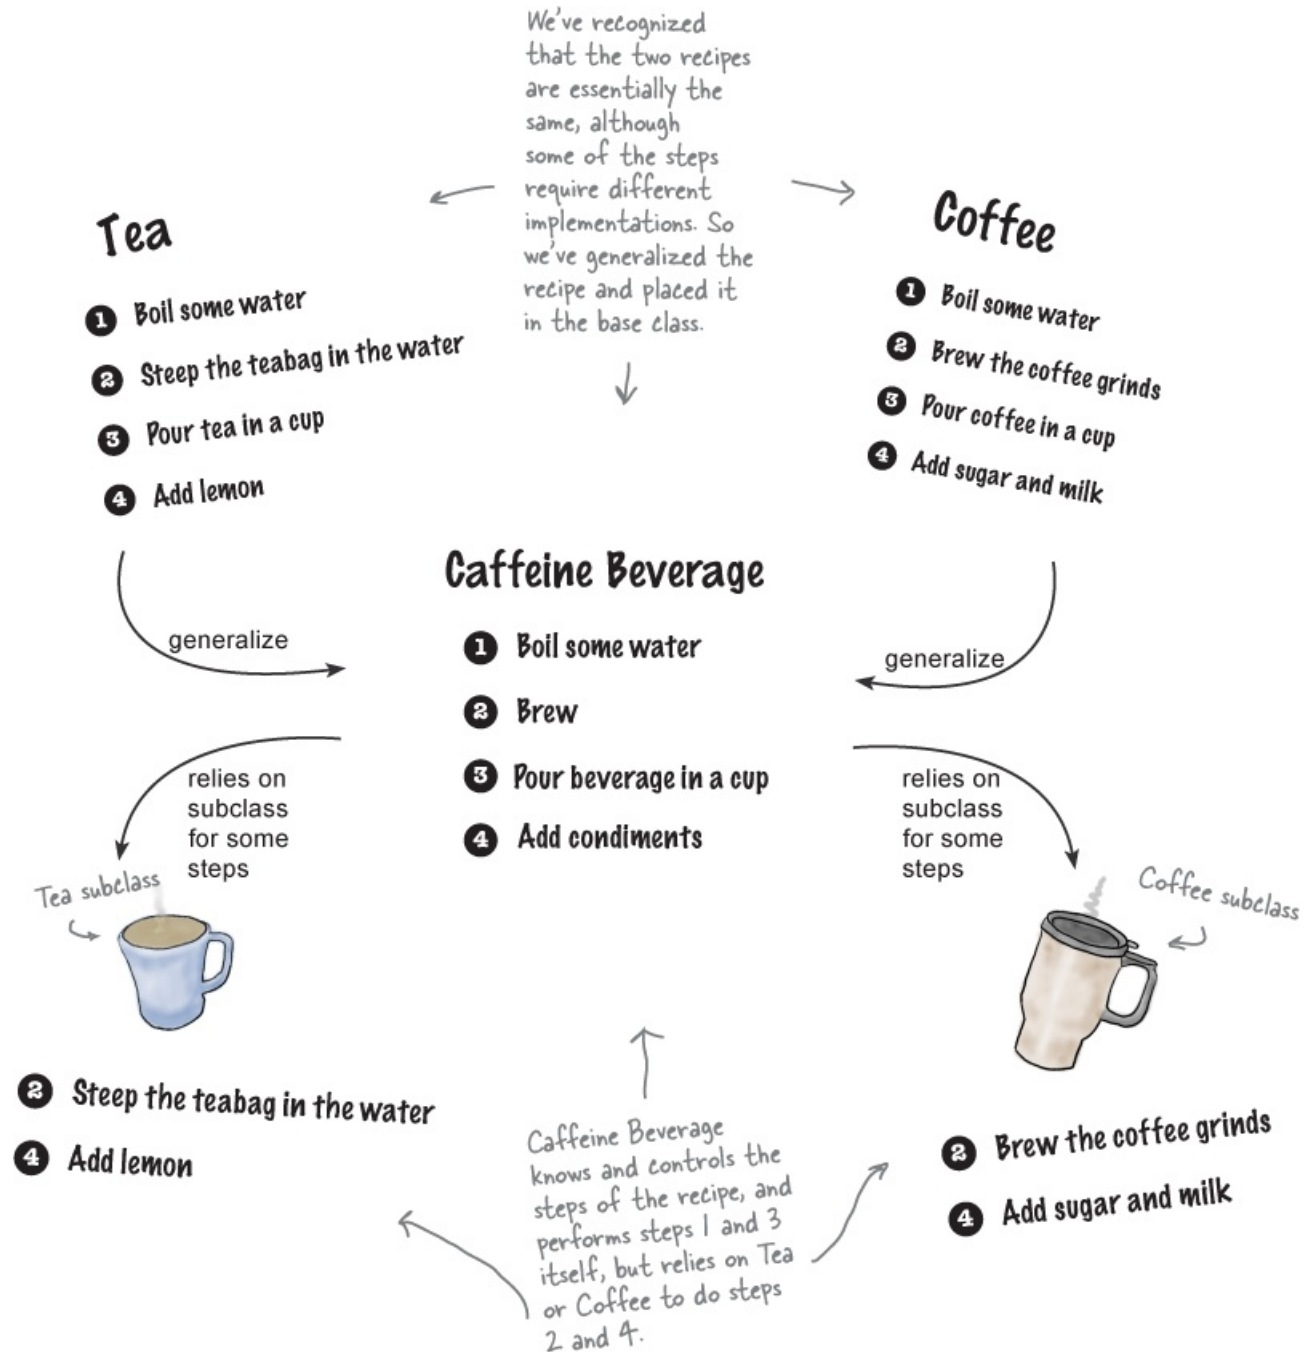 We've recognized
that the two recipes
are essentially the
same, although
some of the steps
require different
implementations. So
we've generalized the
recipe and placed it
in the base class.
Tea
1 Boil some water
2 Steep the teabag in the water
3 Pour tea in a cup
4 Add lemon
Coffee
1 Boil some water
2 Brew the coffee grinds
3 Pour coffee in a cup
4 Add sugar and milk
Caffeine Beverage
1 Boil some water
2 Brew
3 Pour beverage in a cup
4 Add condiments
generalize
generalize
relies on
subclass
for some
steps
relies on
subclass
for some
steps
Tea subclass
Coffee subclass
2 Steep the teabag in the water
4 Add lemon
Caffeine Beverage
knows and controls the
steps of the recipe, and
performs steps 1 and 3
itself, but relies on Tea
or Coffee to do steps
2 and 4.
2 Brew the coffee grinds
4 Add sugar and milk